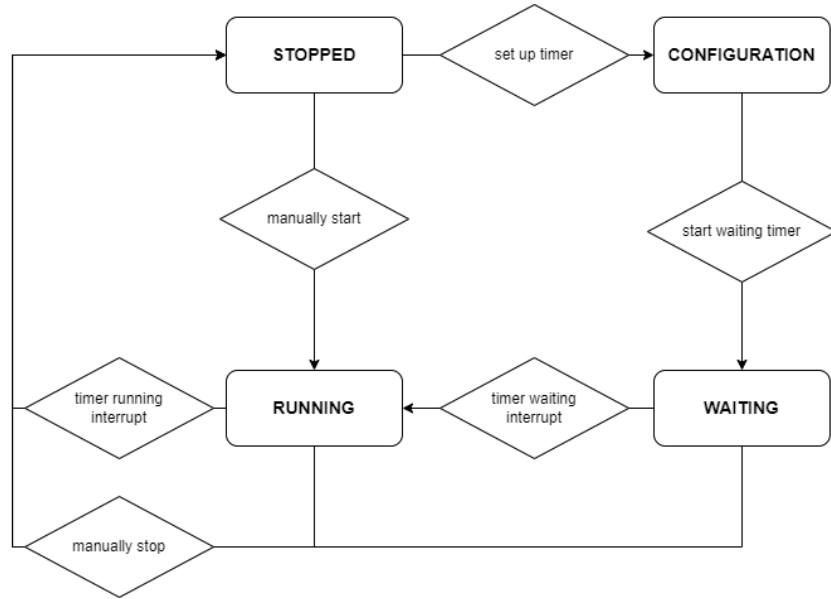 STOPPED
set up timer
CONFIGURATION
manually start
start waiting timer
timer running
interrupt
RUNNING
timer waiting
interrupt
WAITING
manually stop